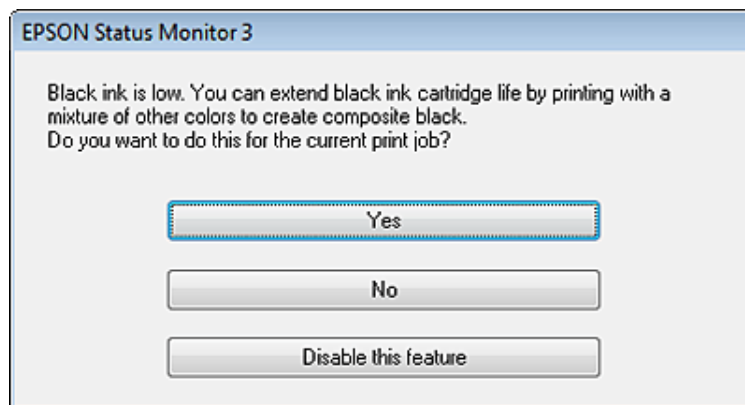 EPSON Status Monitor 3
Black ink is low. You can extend black ink cartridge life by printing with a
mixture of other colors to create composite black.
Do you want to do this for the current print job?
Yes
No
Disable this feature